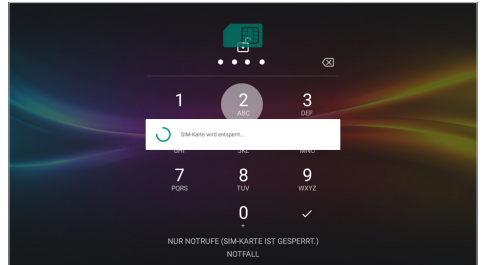 1
2
ABC
3
DEF
SIM-Karte wird entsperrt...
GHI
JKL
MNO
7
PQRS
8
TUV
9
WXYZ
0
+
NUR NOTRUFE (SIM-KARTE IST GESPERRT.)
NOTFALL